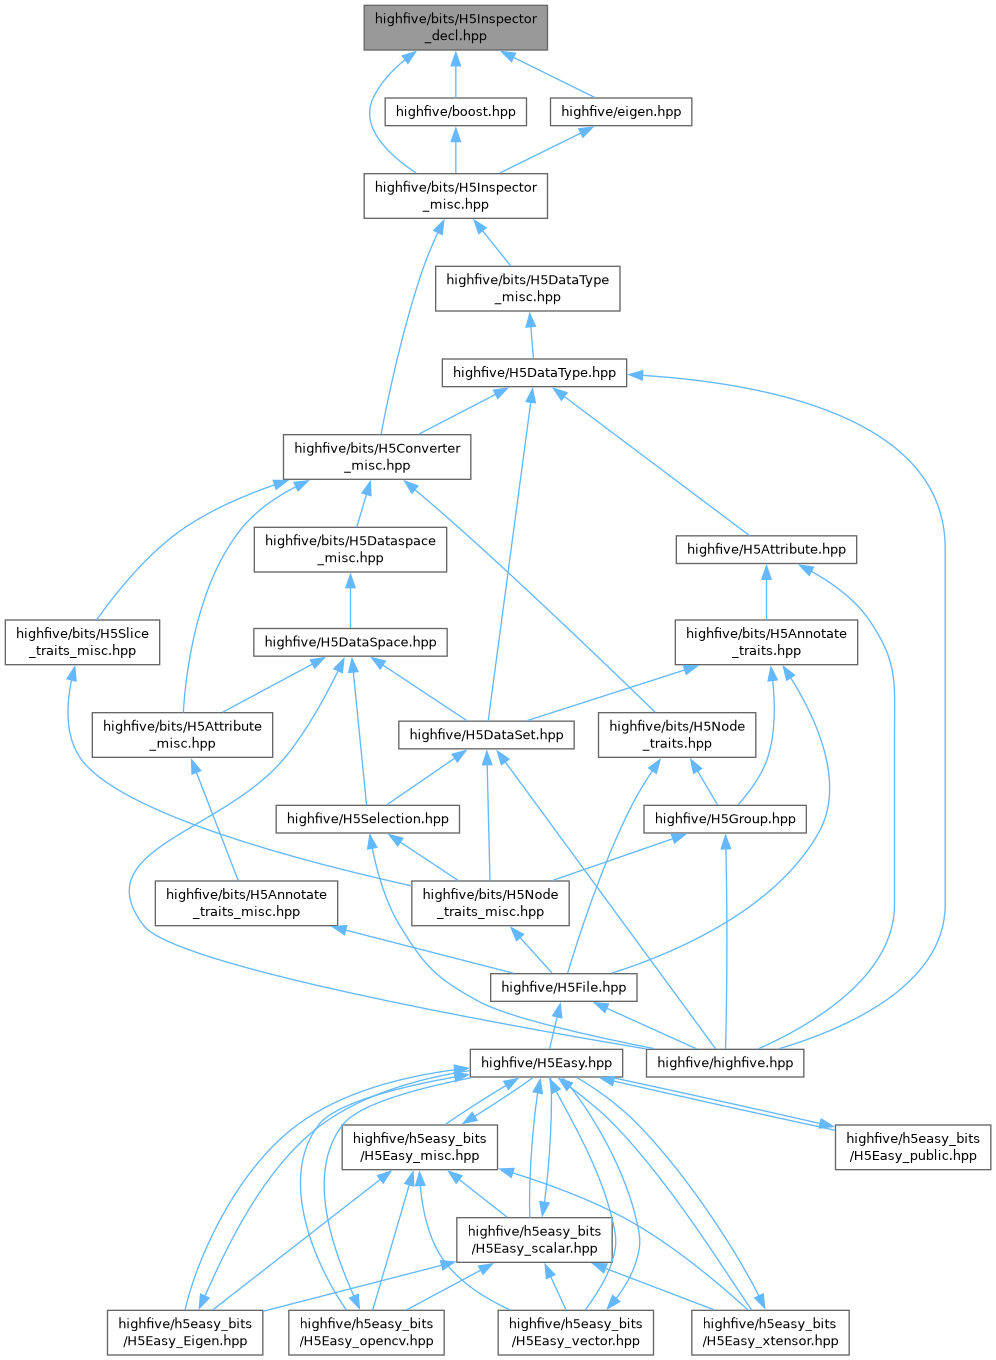 highfive/bits/H5Inspector
_decl.hpp
highfive/boost.hpp
highfive/eigen.hpp
highfive/bits/H5Inspector
_misc.hpp
highfive/bits/H5DataType
_misc.hpp
highfive/H5DataType.hpp
highfive/bits/H5Converter
_misc.hpp
highfive/bits/H5Dataspace
_misc.hpp
highfive/H5Attribute.hpp
highfive/bits/H5Slice
_traits_misc.hpp
highfive/H5DataSpace.hpp
highfive/bits/H5Annotate
_traits.hpp
highfive/bits/H5Attribute
_misc.hpp
highfive/H5DataSet.hpp
highfive/bits/H5Node
_traits.hpp
highfive/H5Selection.hpp
highfive/H5Group.hpp
highfive/bits/H5Annotate
_traits_misc.hpp
highfive/bits/H5Node
_traits_misc.hpp
highfive/H5File.hpp
highfive/H5Easy.hpp
highfive/highfive.hpp
highfive/h5easy_bits
/H5Easy_misc.hpp
highfive/h5easy_bits
/H5Easy_public.hpp
highfive/h5easy_bits
/H5Easy_scalar.hpp
highfive/h5easy_bits
/H5Easy_Eigen.hpp
highfive/h5easy_bits
/H5Easy_opencv.hpp
highfive/h5easy_bits
/H5Easy_vector.hpp
highfive/h5easy_bits
/H5Easy_xtensor.hpp